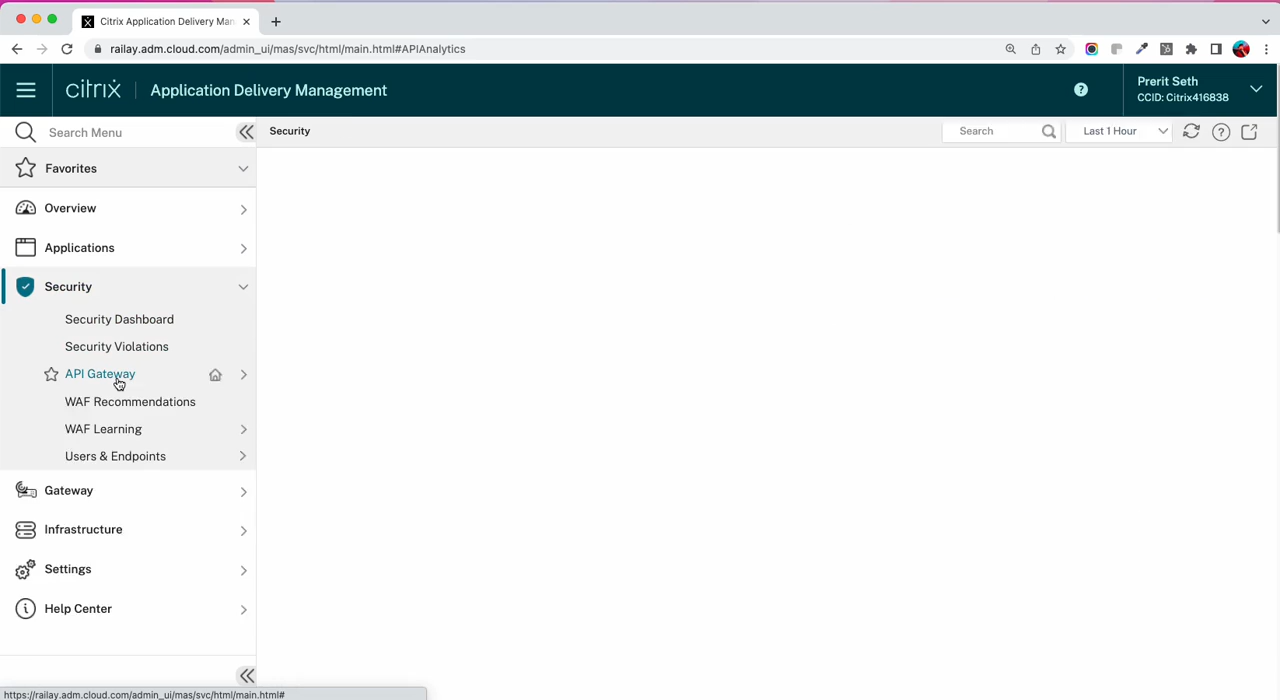 Citrix Application Delivery Man
railay.adm.cloud.com/admin_ui/mas/svc/html/main.html#APIAnalytics
citrix Application Delivery Management
Prerit Seth
CCID: Citrix416838
Search Menu
Security
Search
Last 1 Hour
Favorites
Overview
Applications
Security
Security Dashboard
Security Violations
API Gateway
WAF Recommendations
WAF Learning
Users & Endpoints
Gateway
Infrastructure
Settings
Help Center
https://railay.adm.cloud.com/admin_ui/mas/svc/html/main.html#